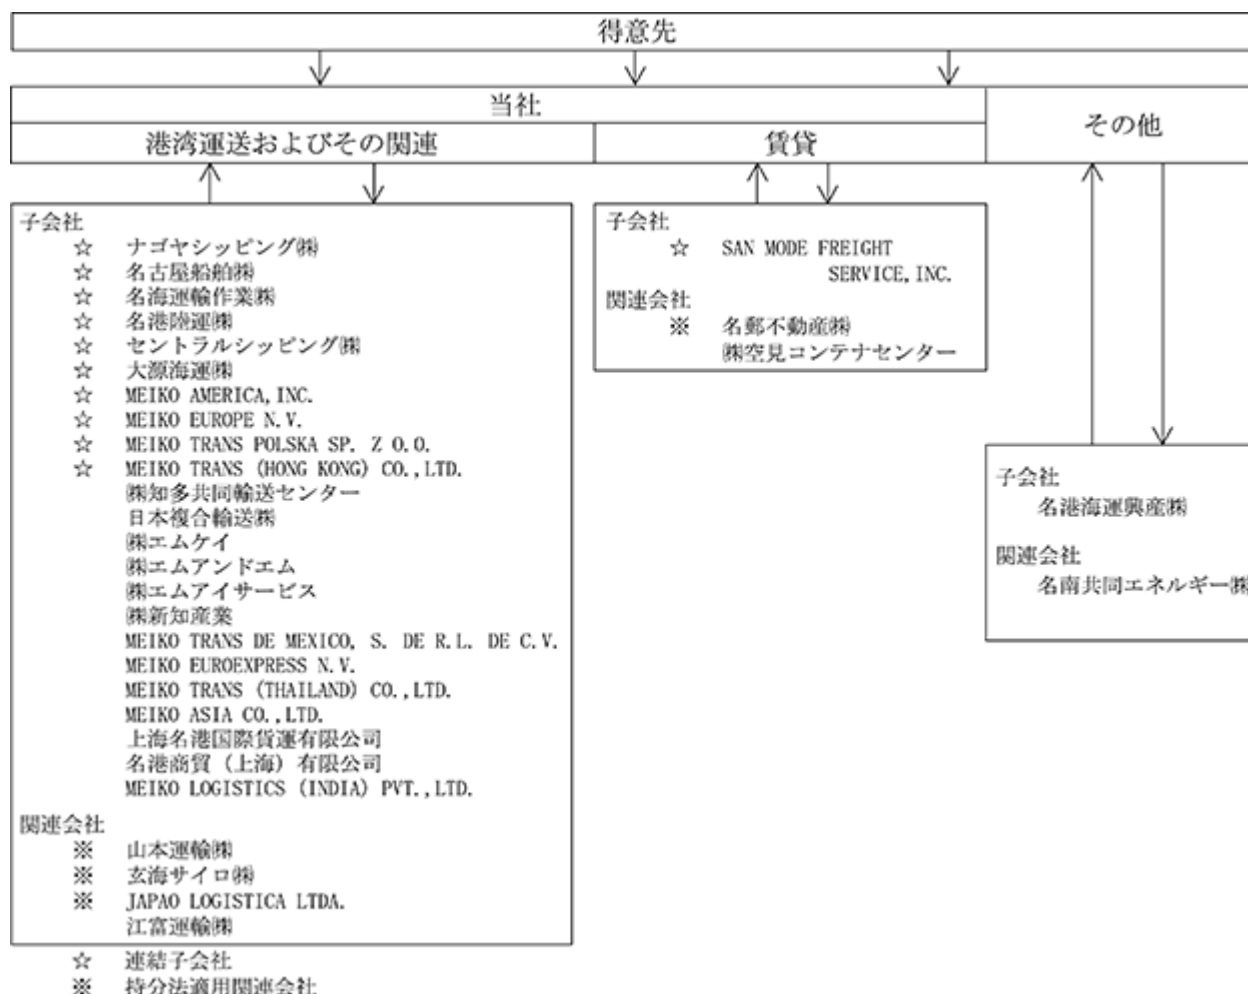 得意先
当社
港湾運送およびその関連
賃貸
その他
子会社
☆ ナゴヤシッピング㈱
☆ 名古屋船舶㈱
☆ 名海運輸作業㈱
☆ 名港陸運㈱
☆ セントラルシッピング㈱
☆ 大源海運㈱
☆ MEIKO AMERICA,INC.
☆ MEIKO EUROPE N.V.
☆ MEIKO TRANS POLSKA SP. Z O.O.
☆ MEIKO TRANS (HONG KONG) CO.,LTD.
㈱知多共同輸送センター
日本複合輸送㈱
㈱エムケイ
㈱エムアンドエム
㈱エムアイサービス
㈱新知産業
MEIKO TRANS DE MEXICO, S. DE R.L. DE C.V.
MEIKO EUROEXPRESS N.V.
MEIKO TRANS (THAILAND) CO.,LTD.
MEIKO ASIA CO.,LTD.
上海名港国際貨運有限公司
名港商貿（上海）有限公司
MEIKO LOGISTICS (INDIA) PVT.,LTD.
関連会社
※ 山本運輸㈱
※ 玄海サイロ㈱
※ JAPAO LOGISTICA LTDA.
江富運輸㈱
☆ 連結子会社
※ 持分法適用関連会社
子会社
☆ SAN MODE FREIGHT
SERVICE,INC.
関連会社
※ 名郵不動産㈱
㈱空見コンテナセンター
子会社
名港海運興産㈱
関連会社
名南共同エネルギー㈱